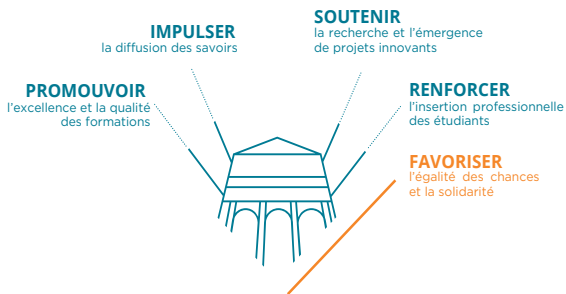 IMPULSER
la diffusion des savoirs
SOUTENIR
la recherche et l'émergence
de projets innovants
PROMOUVOIR
l'excellence et la qualité
des formations
RENFORCER
l'insertion professionnelle
des étudiants
FAVORISER
l'égalité des chances
et la solidarité